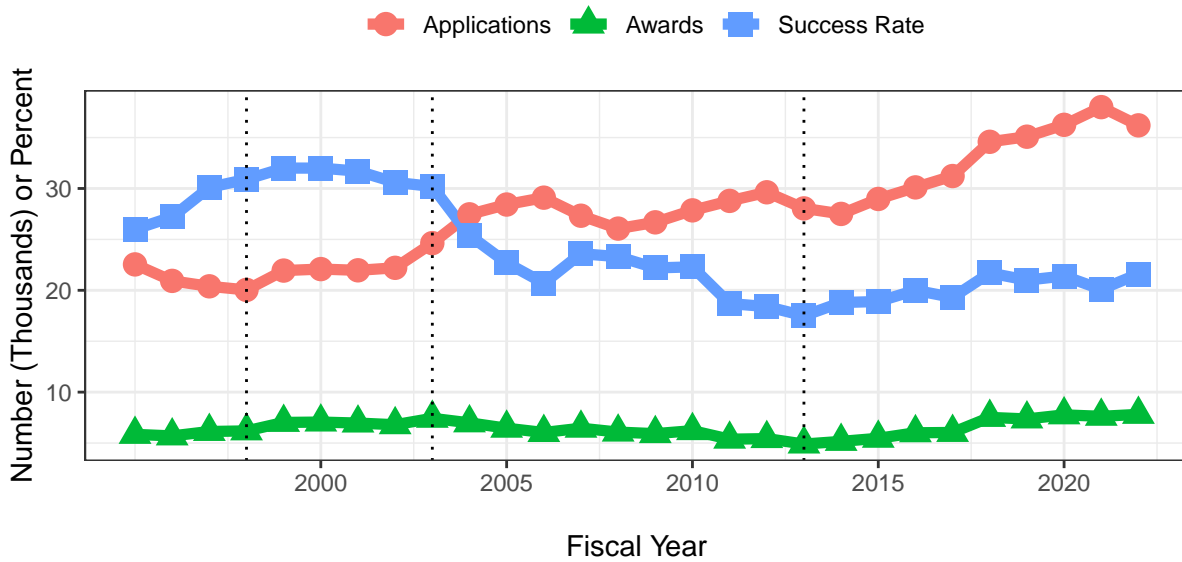 Applications Awards Success Rate
Number (Thousands) or Percent
30
20
10
2000 2005 2010 2015 2020
Fiscal Year